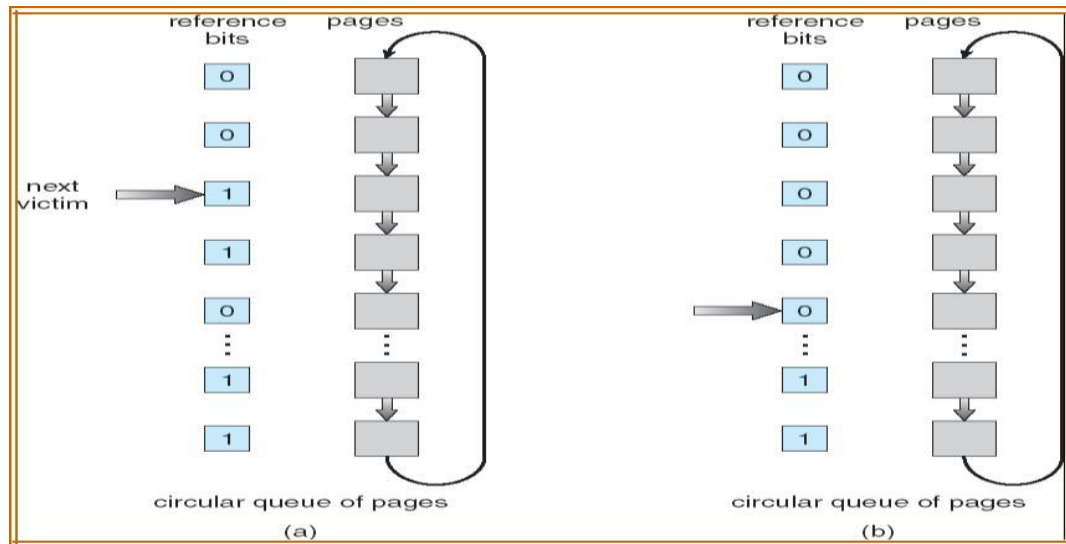 reference
bits
pages
0
0
next
victim
1
1
0
1
1
circular queue of pages
(a)
reference
bits
pages
0
0
0
0
0
1
1
circular queue of pages
(b)